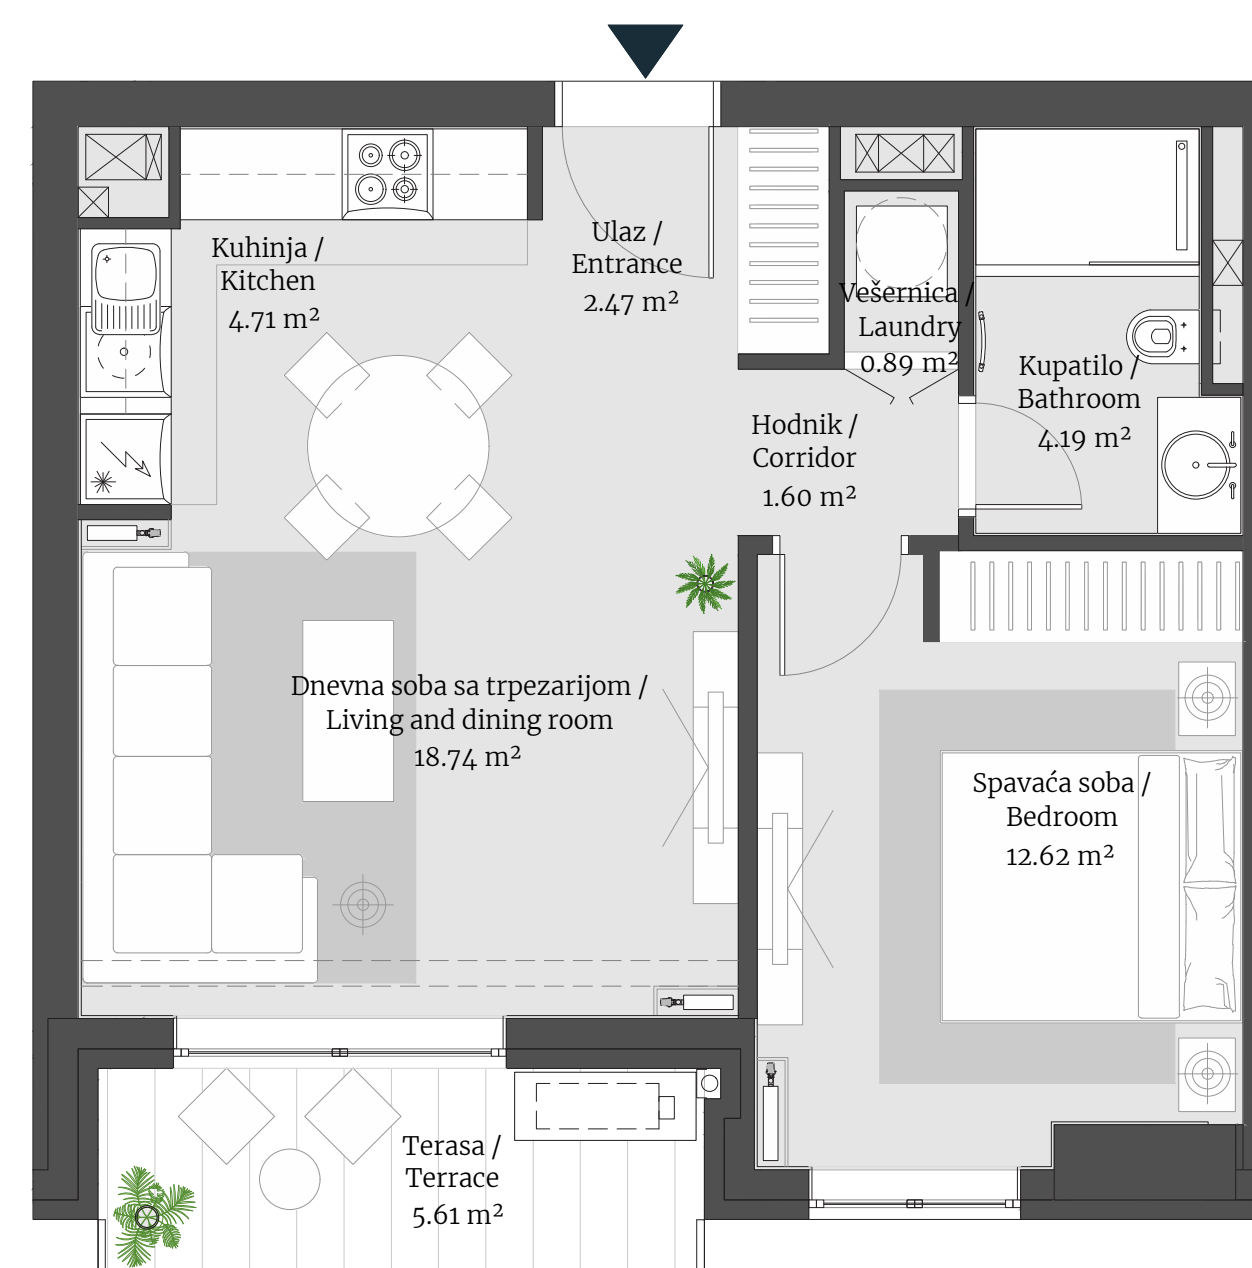 Kuhinja /
Kitchen
4.71 m²
Ulaz /
Entrance
2.47 m²
Vešernica /
Laundry
0.89 m²
Kupatilo /
Bathroom
4.19 m²
Hodnik /
Corridor
1.60 m²
Dnevna soba sa trpezarijom /
Living and dining room
18.74 m²
Spavaća soba /
Bedroom
12.62 m²
Terasa /
Terrace
5.61 m²